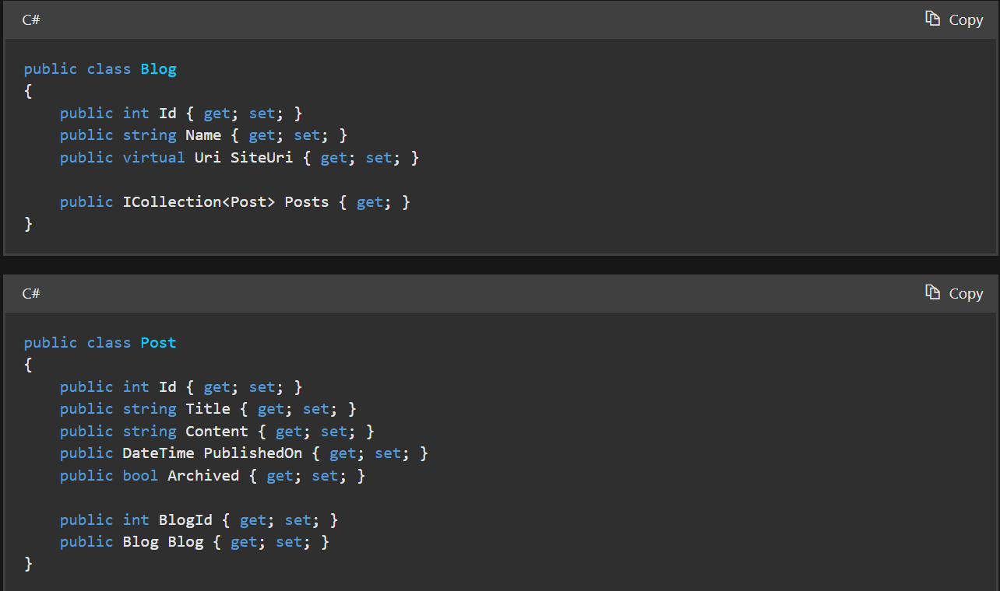 C#
Copy
public class Blog
{
    public int Id { get; set; }
    public string Name { get; set; }
    public virtual Uri SiteUri { get; set; }

    public ICollection<Post> Posts { get; }
}
C#
Copy
public class Post
{
    public int Id { get; set; }
    public string Title { get; set; }
    public string Content { get; set; }
    public DateTime PublishedOn { get; set; }
    public bool Archived { get; set; }

    public int BlogId { get; set; }
    public Blog Blog { get; set; }
}